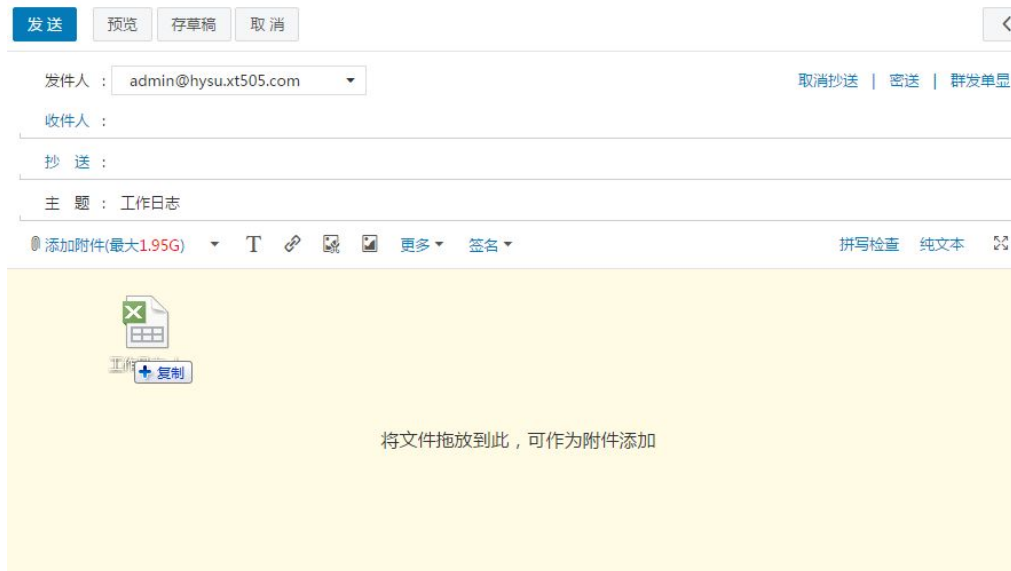 发 送 预览 存草稿 取 消
发件人 : admin@hysu.xt505.com 取消抄送 | 密送 | 群发单显
收件人 :
抄 送 :
主 题 : 工作日志
添加附件(最大1.95G) T 更多 签名 拼写检查 纯文本
复制
将文件拖放到此，可作为附件添加